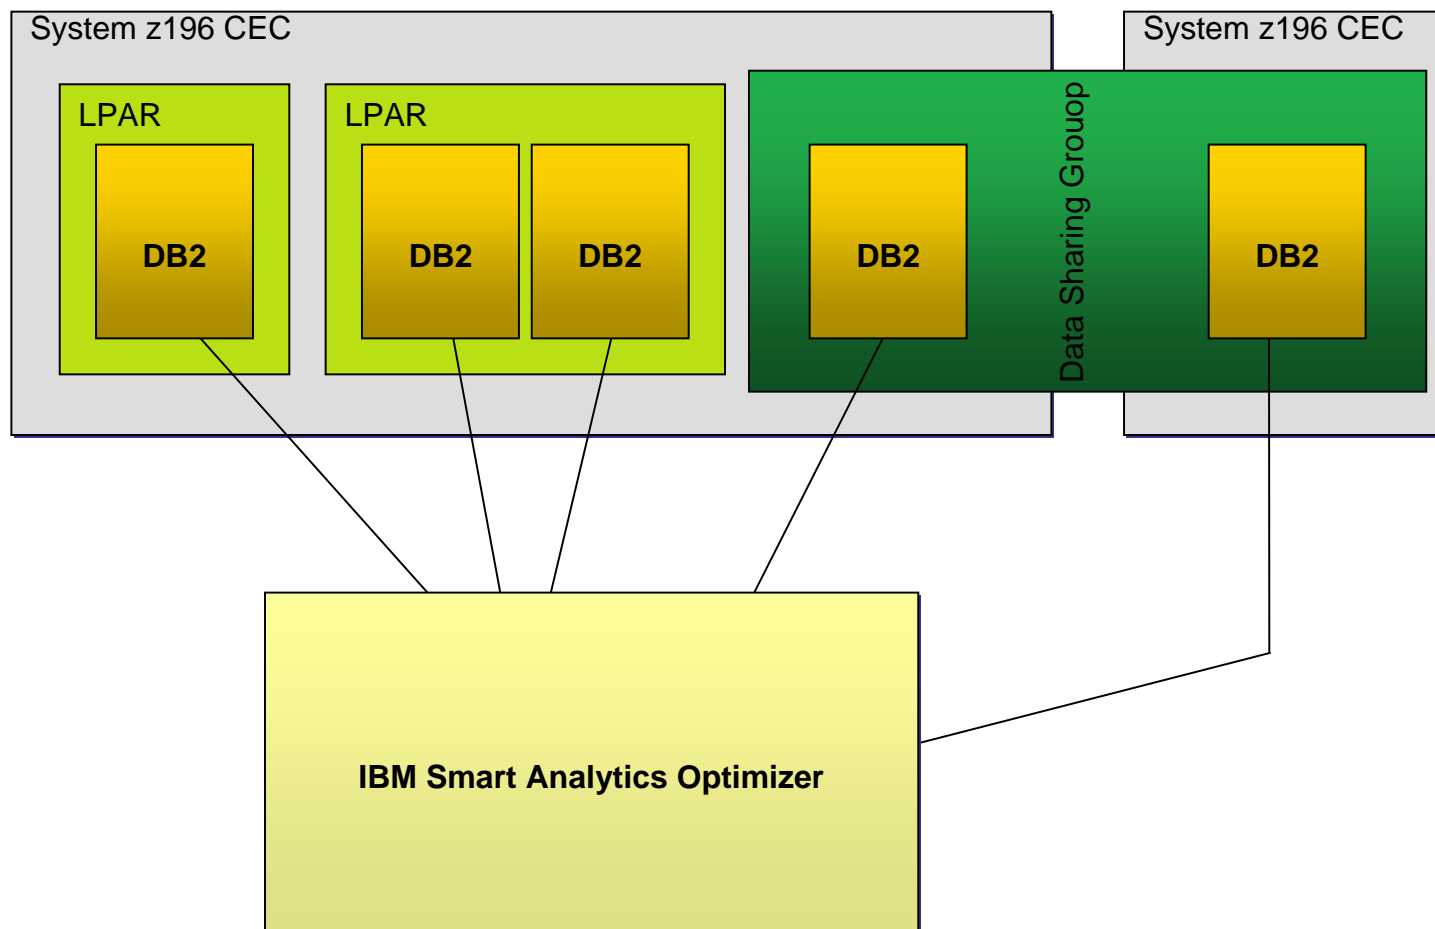 System z196 CEC
System z196 CEC
LPAR
LPAR
Data Sharing Grouop
DB2
DB2
DB2
DB2
DB2
IBM Smart Analytics Optimizer